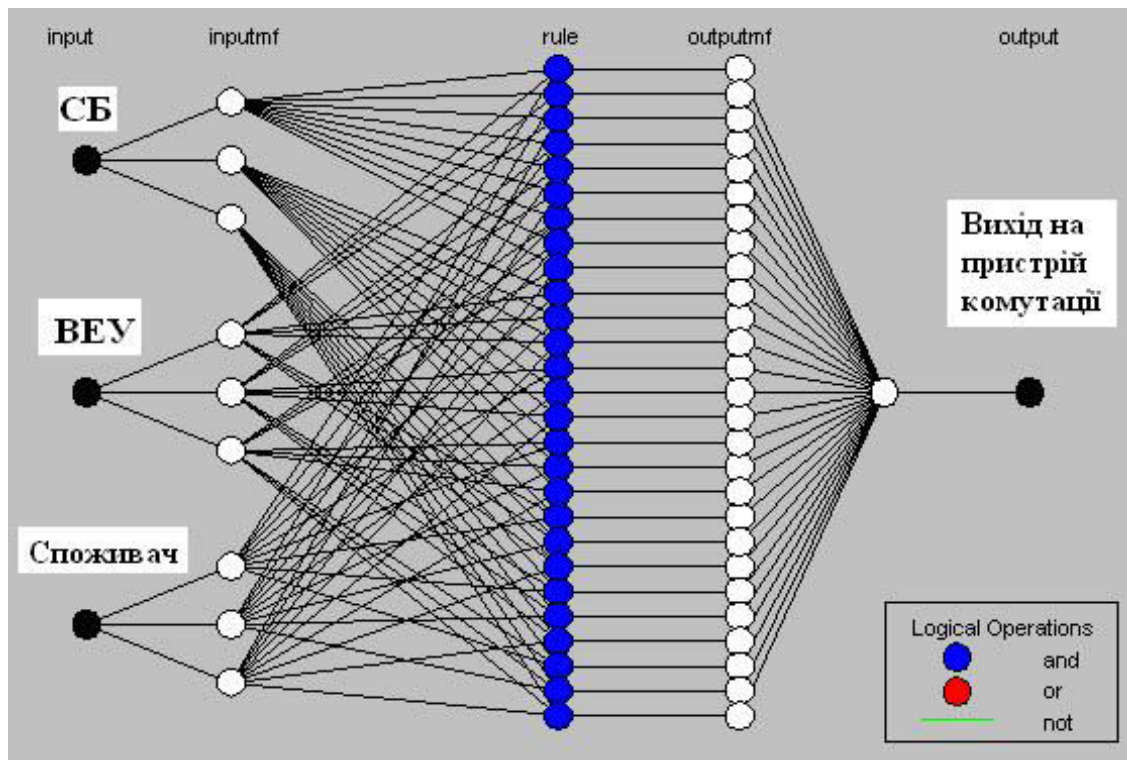 input inputmf rule outputmf output
СБ
ВЕУ
Споживач
Вихід на
пристрій
комутації
Logical Operations
and
or
not